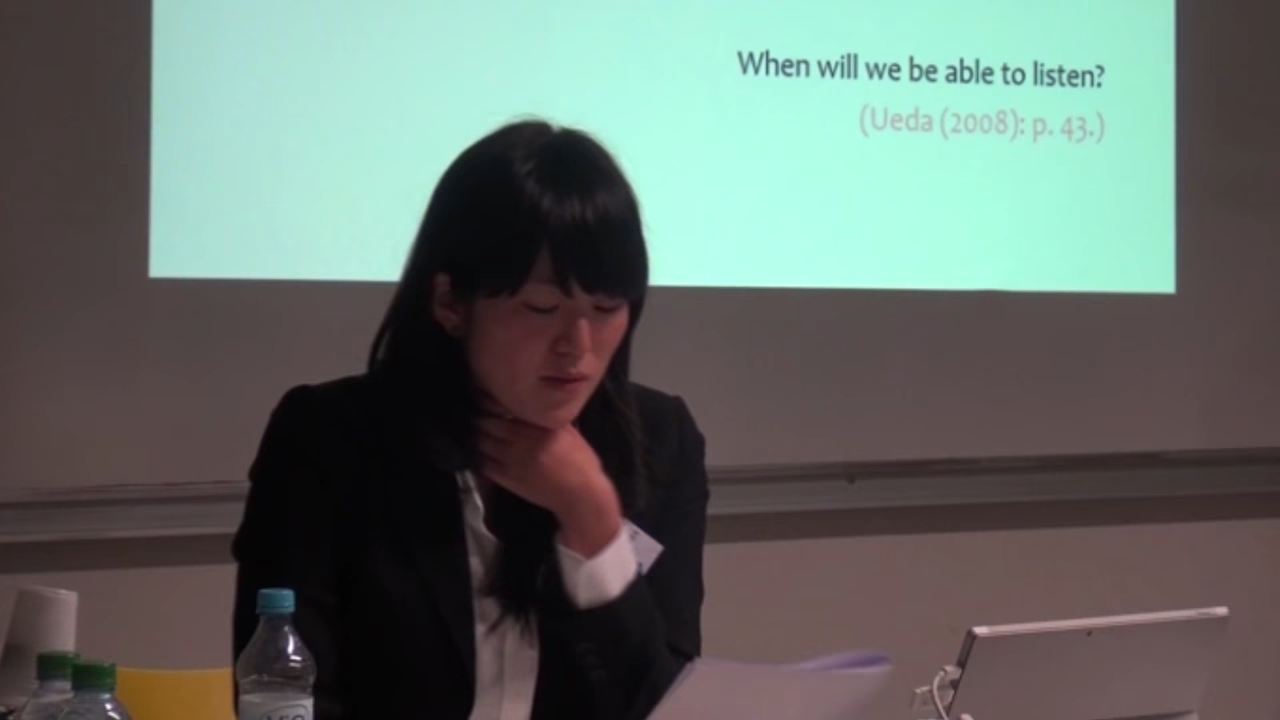 When will we be able to listen?
(Ueda (2008): p. 43.)